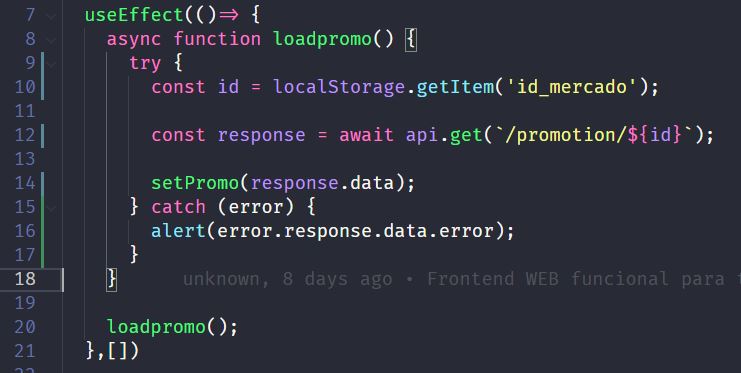 7 useEffect(()=> {
8 async function loadpromo() {
9 try {
10 const id = localStorage.getItem('id_mercado');
11
12 const response = await api.get(`/promotion/${id}`);
13
14 setPromo(response.data);
15 } catch (error) {
16 alert(error.response.data.error);
17 }
18 } unknown, 8 days ago • Frontend WEB funcional para
19
20 loadpromo();
21 },[])